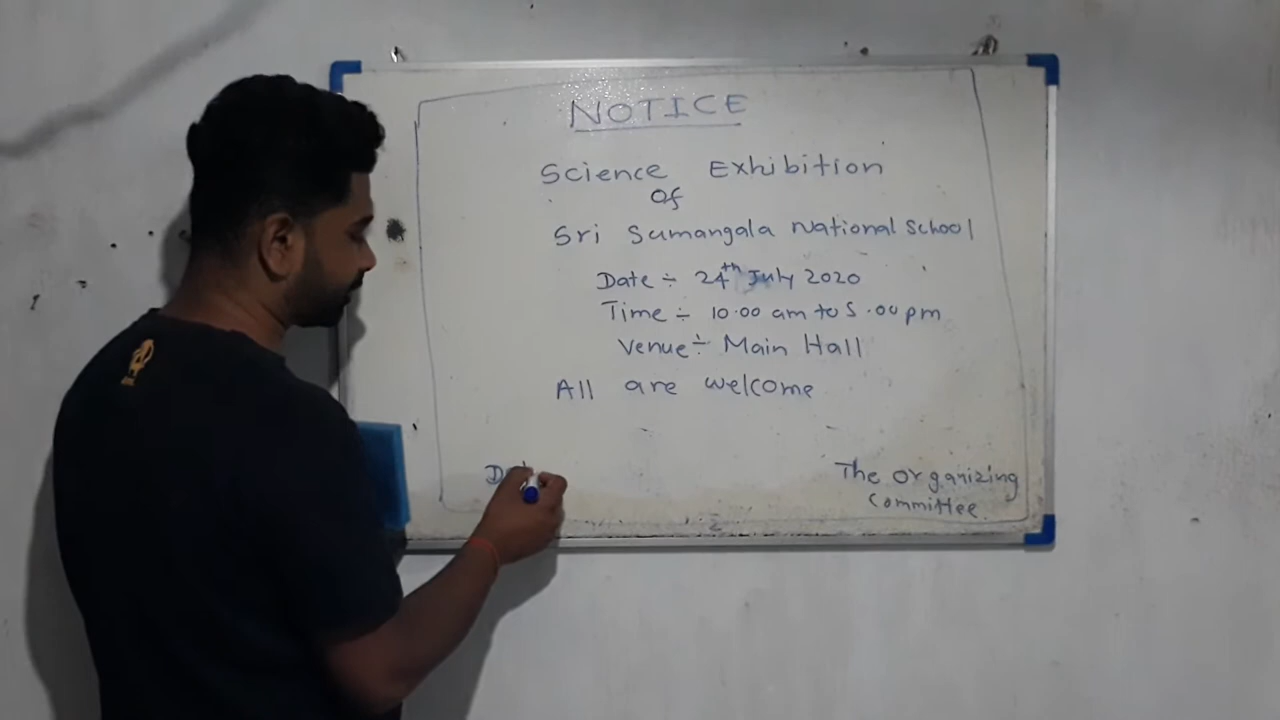 NOTICE
Science Exhibition
Of
Sri Sumangala National School
Date ÷ 24th July 2020
Time ÷ 10.00 am to 5.00 pm
Venue ÷ Main Hall
All are welcome
The Organizing
Committee.